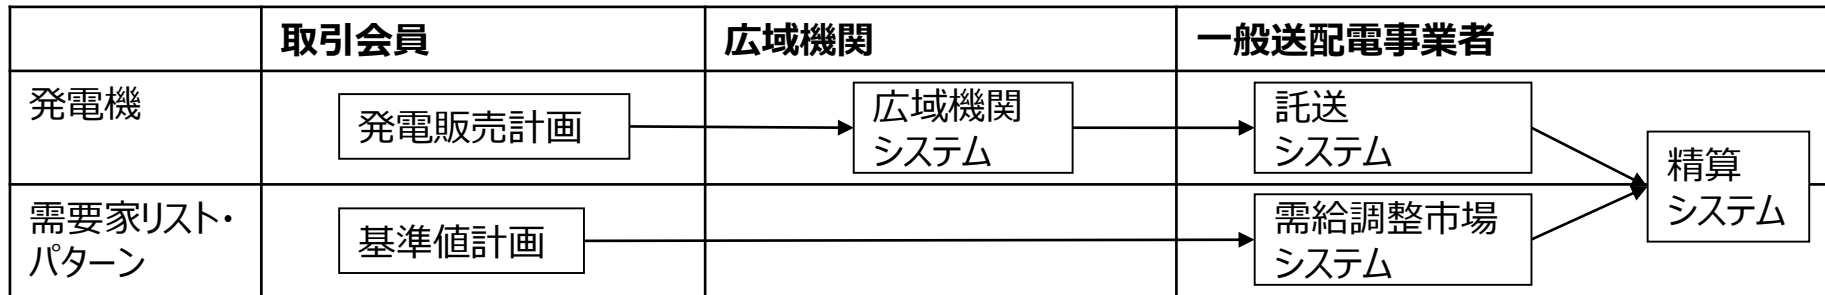 取引会員
広域機関
一般送配電事業者
発電機
発電販売計画
広域機関
システム
託送
システム
精算
システム
需要家リスト・
パターン
基準値計画
需給調整市場
システム